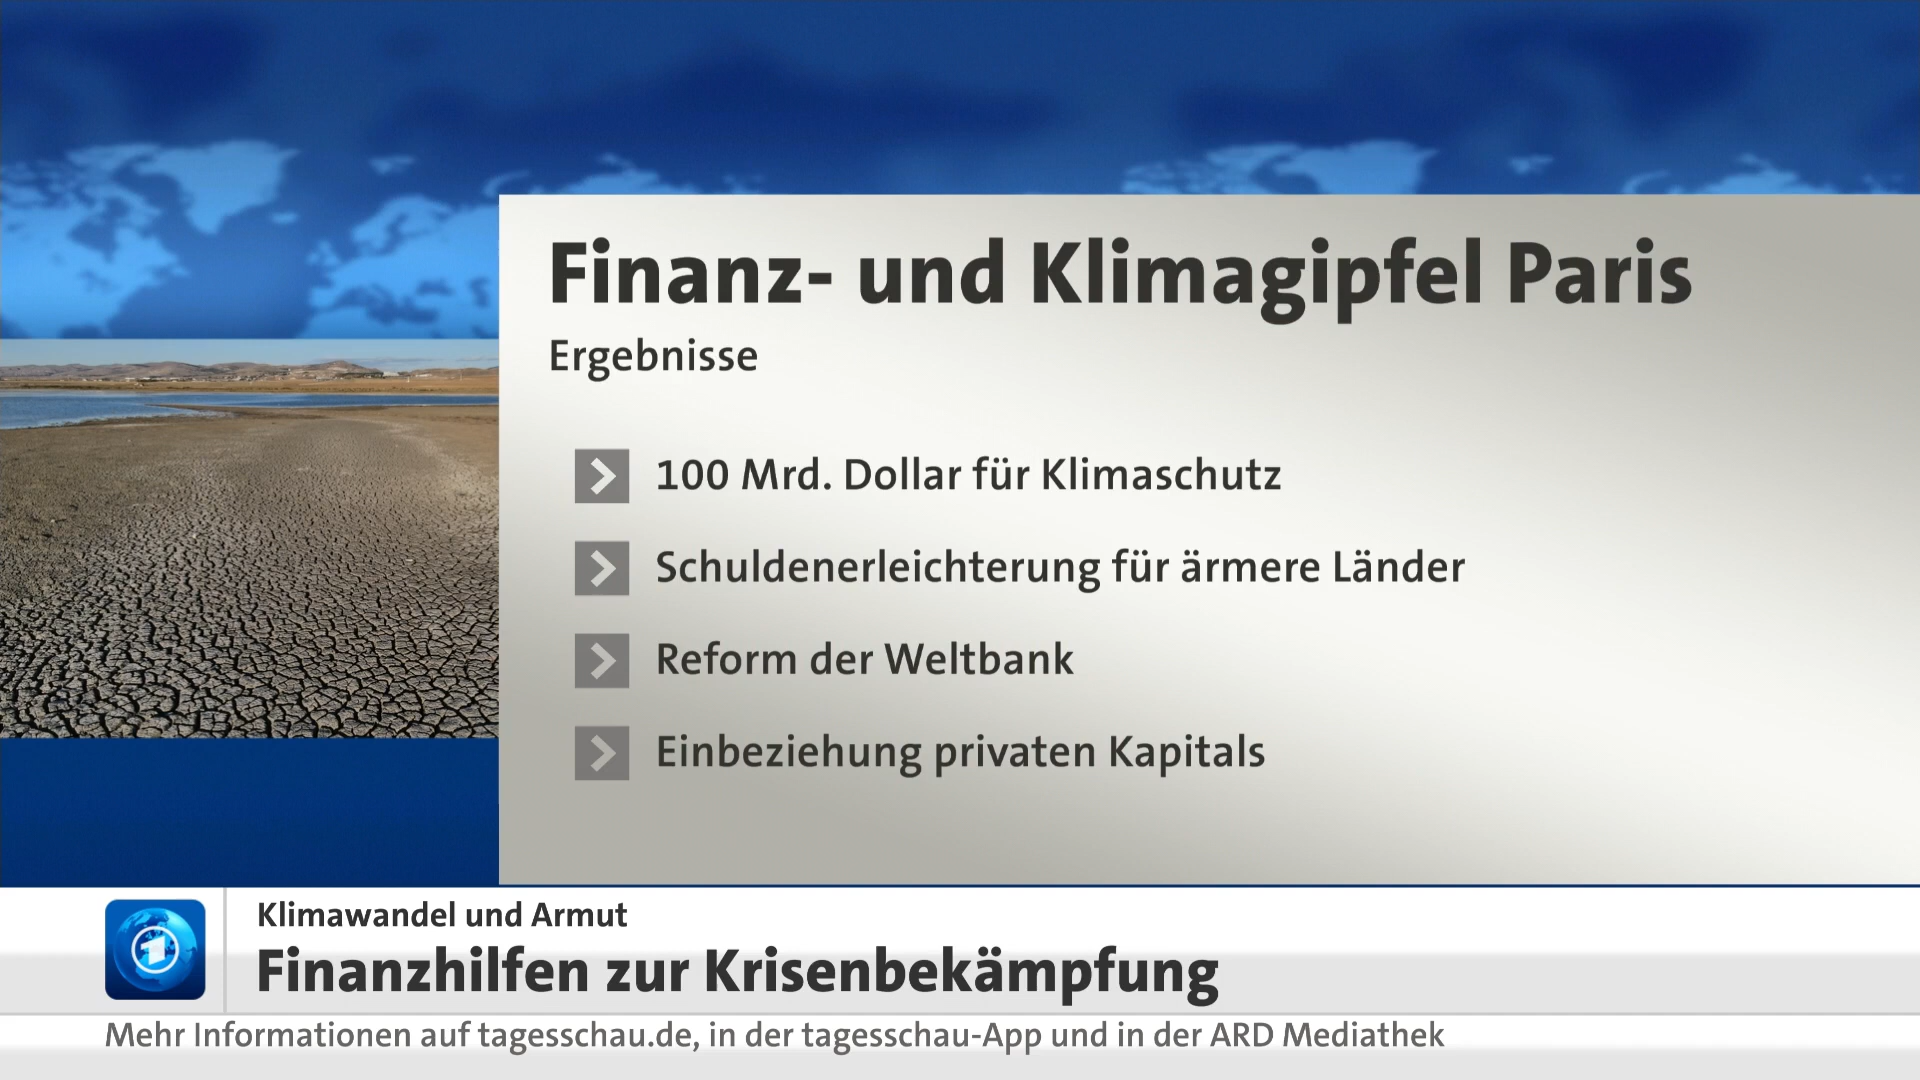 Finanz- und Klimagipfel Paris
Ergebnisse
100 Mrd. Dollar für Klimaschutz
Schuldenerleichterung für ärmere Länder
Reform der Weltbank
Einbeziehung privaten Kapitals
Klimawandel und Armut
Finanzhilfen zur Krisenbekämpfung
Mehr Informationen auf tagesschau.de, in der tagesschau-App und in der ARD Mediathek